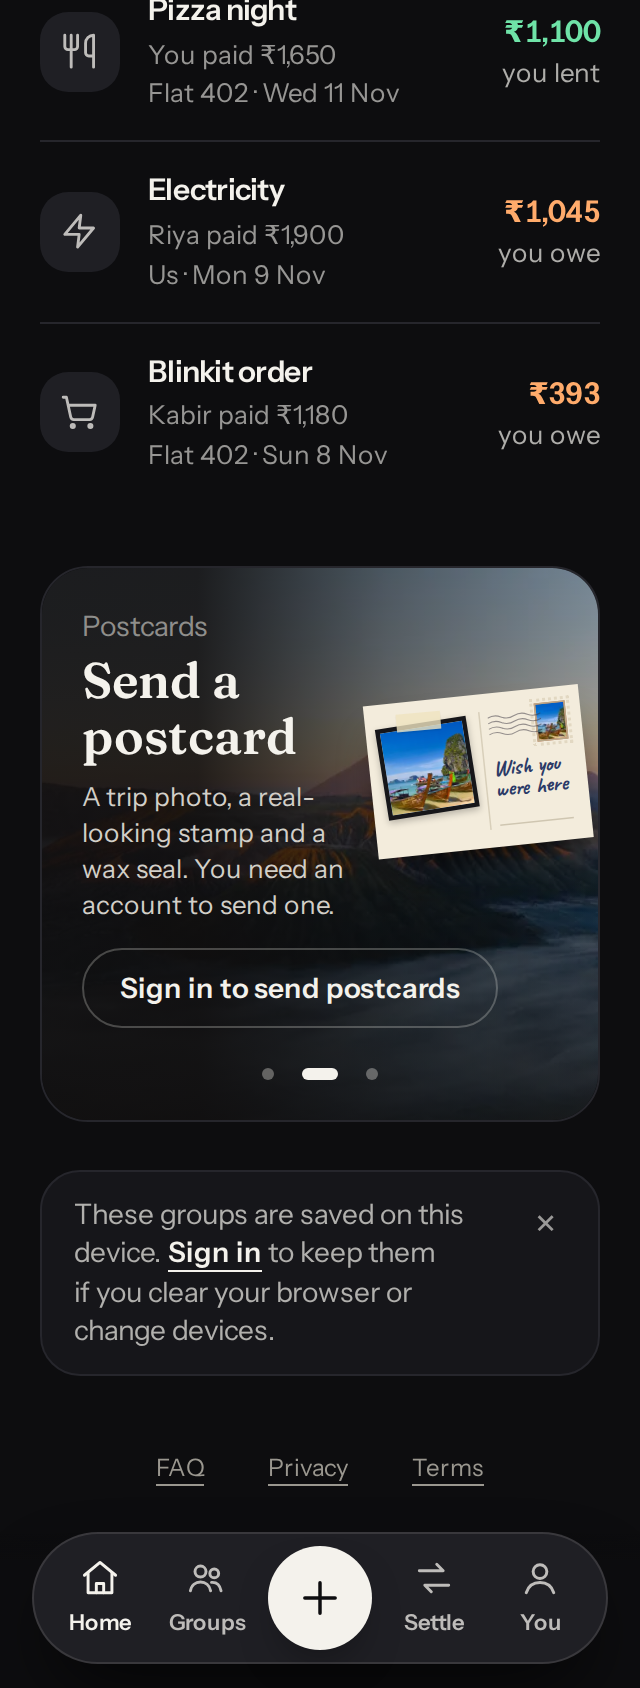 Pizza night
You paid ₹1,650
Flat 402 · Wed 11 Nov
₹1,100
you lent
Electricity
Riya paid ₹1,900
Us · Mon 9 Nov
₹1,045
you owe
Blinkit order
Kabir paid ₹1,180
Flat 402 · Sun 8 Nov
₹393
you owe
Postcards
Send a
postcard
A trip photo, a real-
looking stamp and a
wax seal. You need an
account to send one.
Wish you
were here
Sign in to send postcards
These groups are saved on this
device. Sign in to keep them
if you clear your browser or
change devices.
FAQ
Privacy
Terms
Home
Groups
Settle
You